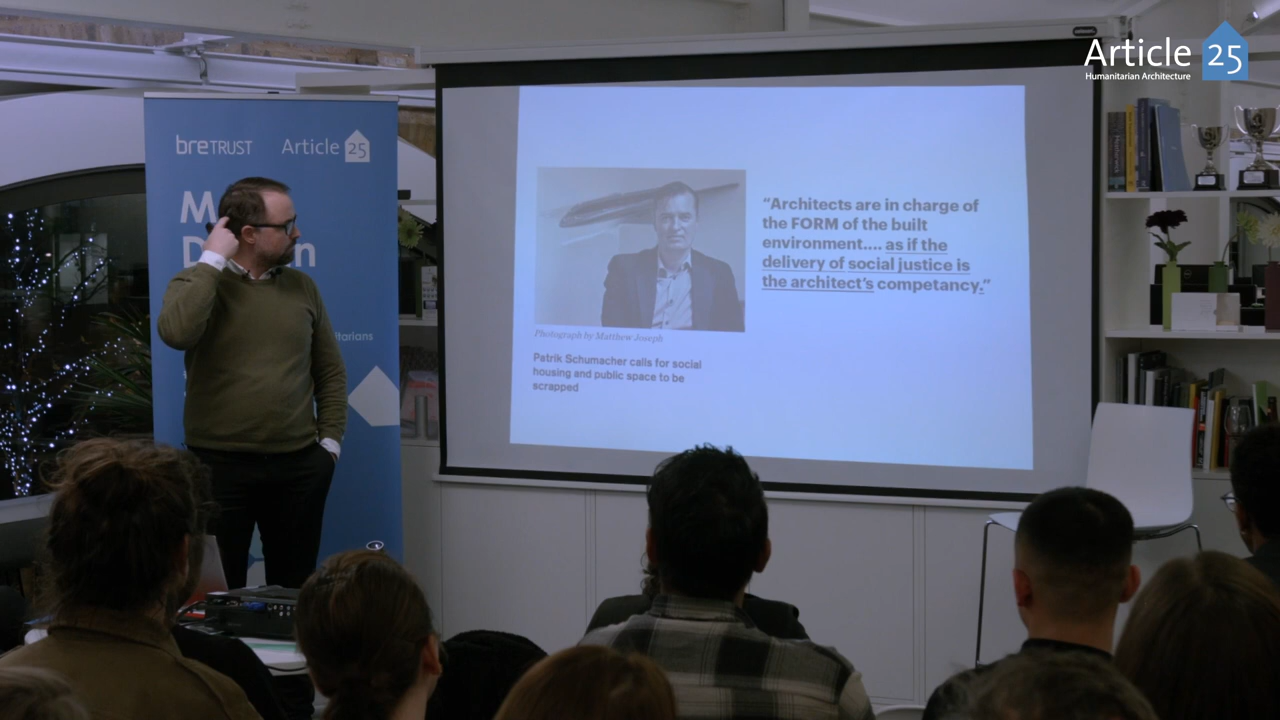 Article 25
Humanitarian Architecture
breTRUST
Article 25
"Architects are in charge of
the FORM of the built
environment.... as if the
delivery of social justice is
the architect's competancy."
Photograph by Matthew Joseph
Patrik Schumacher calls for social
housing and public space to be
scrapped